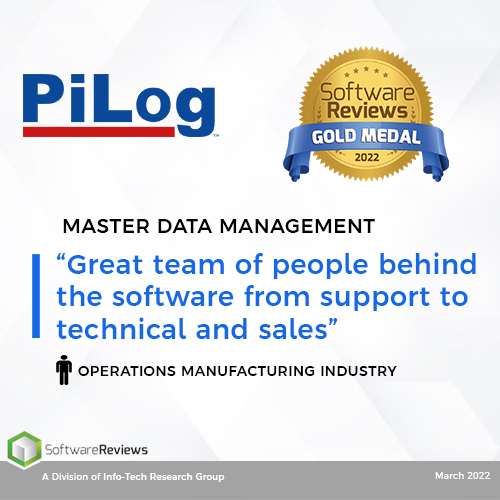 PiLog™
Software
Reviews
GOLD MEDAL
2022
MASTER DATA MANAGEMENT
“Great team of people behind
the software from support to
technical and sales”
OPERATIONS MANUFACTURING INDUSTRY
SoftwareReviews
A Division of Info-Tech Research Group
March 2022